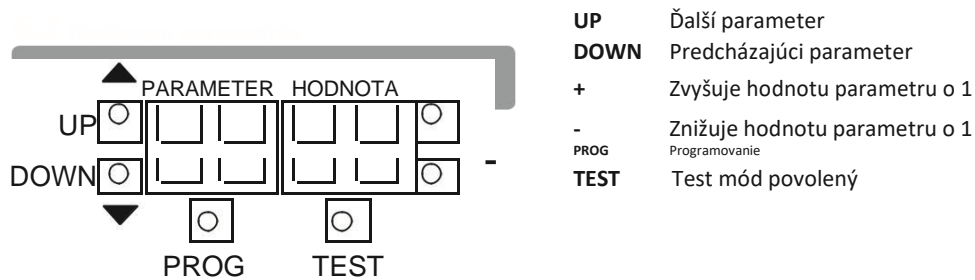 PARAMETER HODNOTA
UP
DOWN
-
PROG TEST
UP Ďalší parameter
DOWN Predcházajúci parameter
+ Zvyšuje hodnotu parametru o 1
- Znižuje hodnotu parametru o 1
PROG Programovanie
TEST Test mód povolený